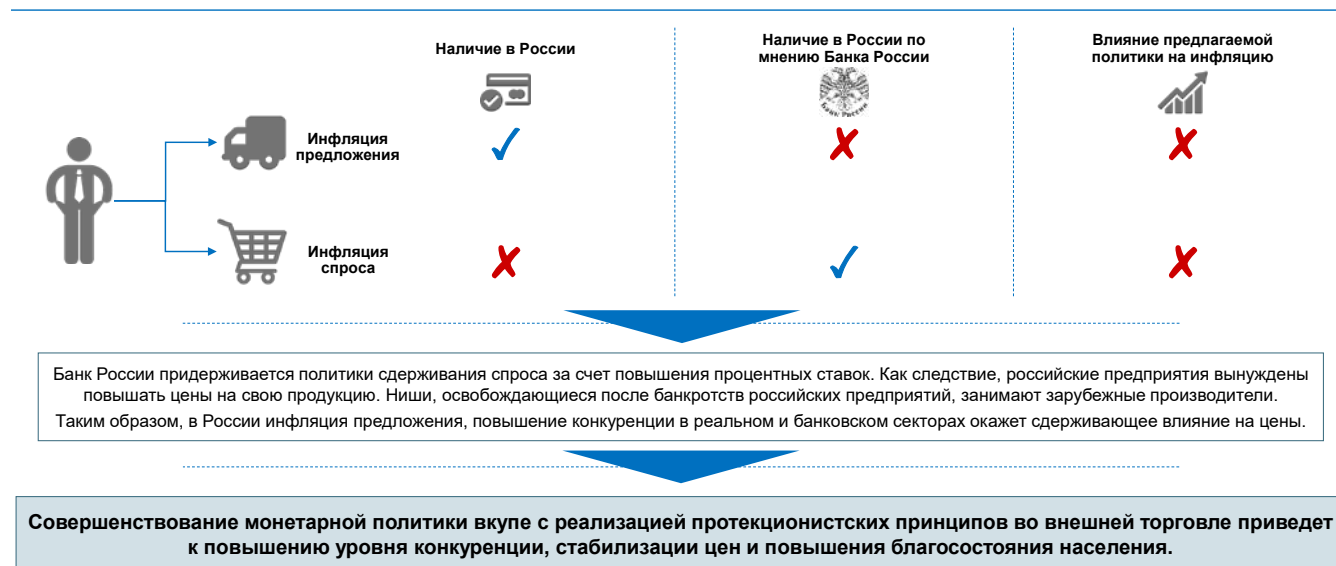 Наличие в России
Наличие в России по
мнению Банка России
Влияние предлагаемой
политики на инфляцию
Банк России
Инфляция
предложения
Инфляция
спроса
Банк России придерживается политики сдерживания спроса за счет повышения процентных ставок. Как следствие, российские предприятия вынуждены
повышать цены на свою продукцию. Ниши, освобождающиеся после банкротств российских предприятий, занимают зарубежные производители.
Таким образом, в России инфляция предложения, повышение конкуренции в реальном и банковском секторах окажет сдерживающее влияние на цены.
Совершенствование монетарной политики вкупе с реализацией протекционистских принципов во внешней торговле приведет
к повышению уровня конкуренции, стабилизации цен и повышения благосостояния населения.